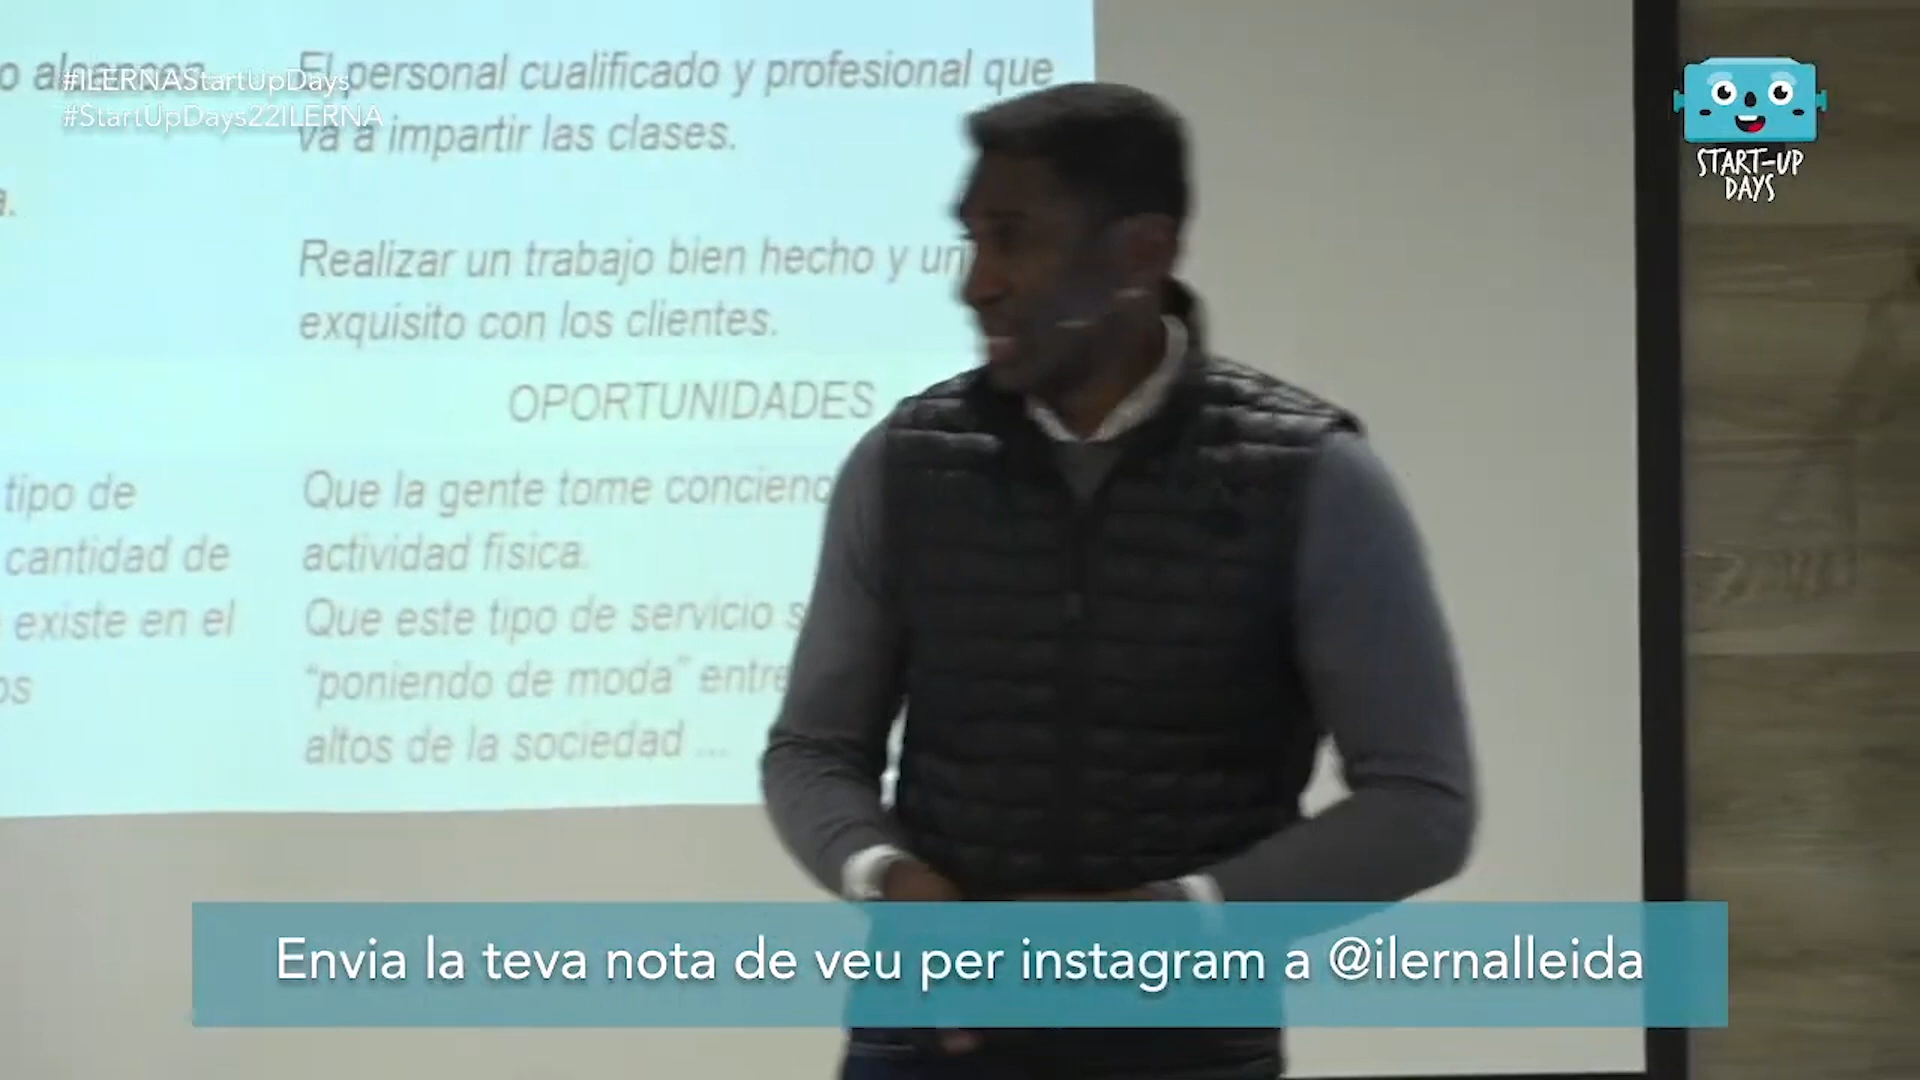 #ILERNAStartUpDays
#StartUpDays22ILERNA
START-UP
DAYS
El personal cualificado y profesional que
va a impartir las clases.
Realizar un trabajo bien hecho y un
exquisito con los clientes.
OPORTUNIDADES
tipo de
cantidad de
existe en el
Que la gente tome
actividad física.
Que este tipo de servicio
"poniendo de moda" entre
altos de la sociedad ...
Envia la teva nota de veu per instagram a @ilernalleida